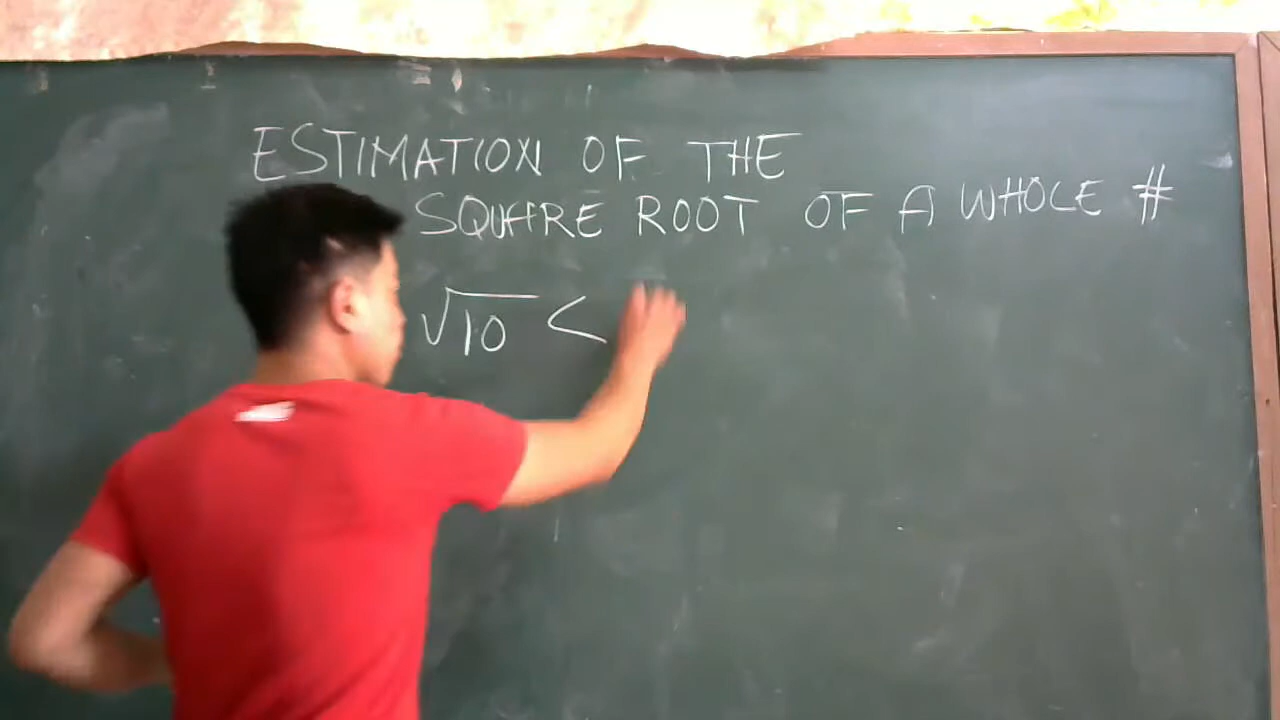 ESTIMATION OF THE
SQUARE ROOT OF A WHOLE #
√10 <